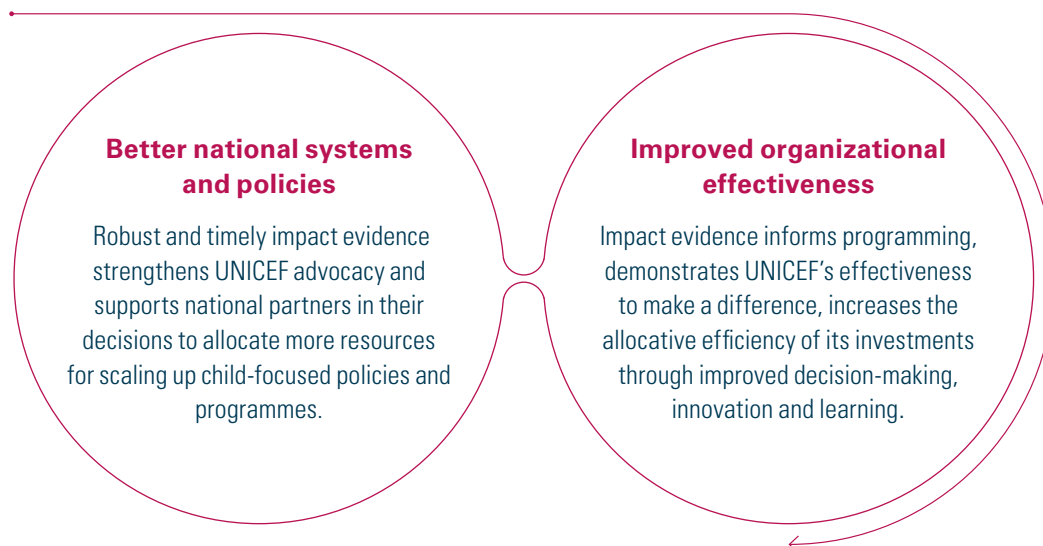 Better national systems
and policies
Robust and timely impact evidence
strengthens UNICEF advocacy and
supports national partners in their
decisions to allocate more resources
for scaling up child-focused policies and
programmes.
Improved organizational
effectiveness
Impact evidence informs programming,
demonstrates UNICEF’s effectiveness
to make a difference, increases the
allocative efficiency of its investments
through improved decision-making,
innovation and learning.